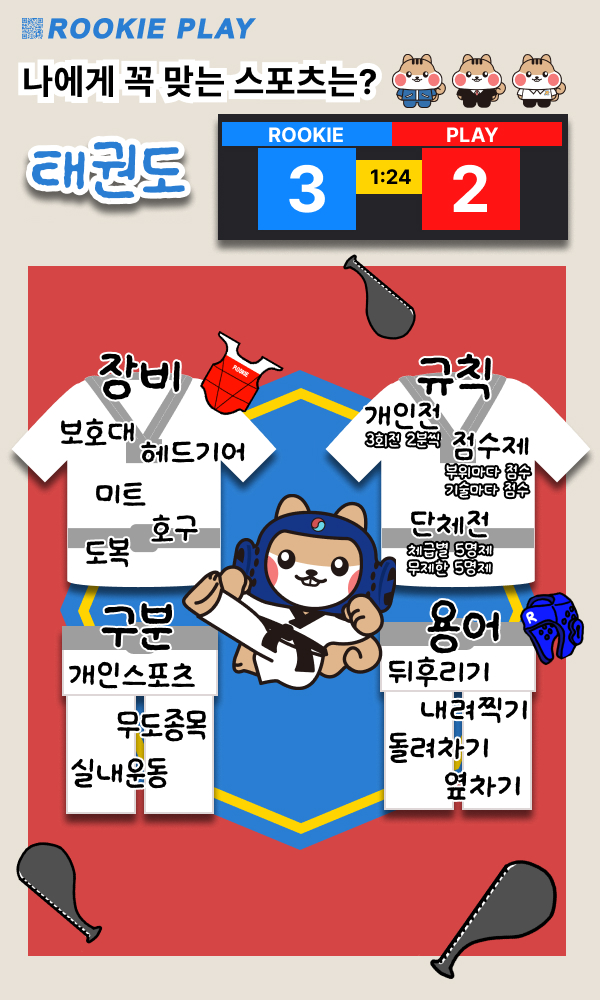 ROOKIE PLAY
나에게 꼭 맞는 스포츠는?
태권도
ROOKIE PLAY
3 1:24 2
장비
ROOKIE
보호대
헤드기어
미트
호구
도복
규칙
개인전
3회전 2분씩
점수제
부위마다 점수
기술마다 점수
단체전
체급별 5명제
무제한 5명제
구분
개인스포츠
무도종목
실내운동
용어
R
뒤후리기
내려찍기
돌려차기
옆차기